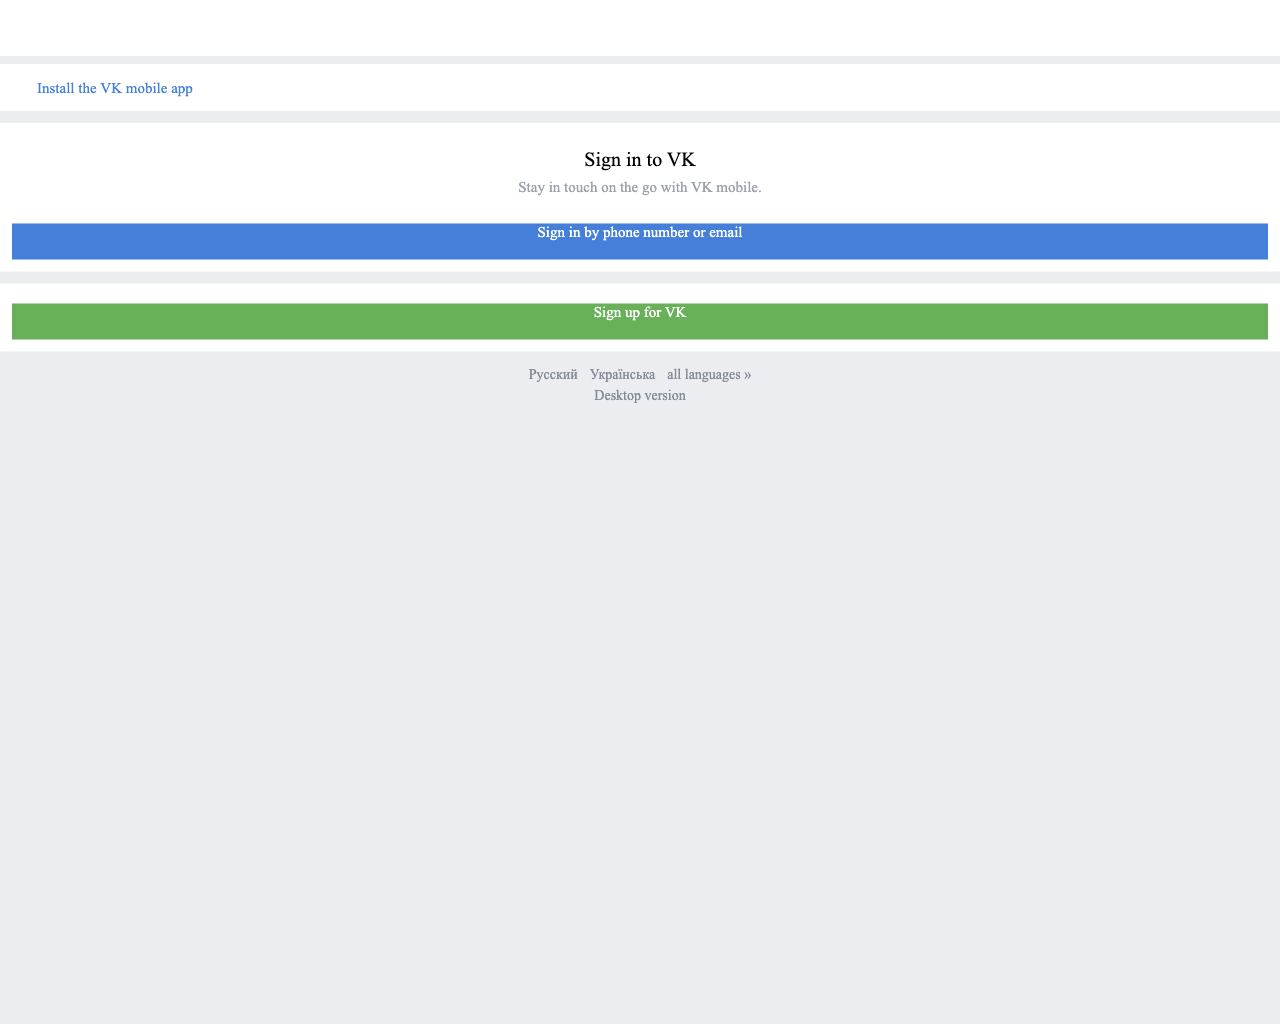 Install the VK mobile app
Sign in to VK
Stay in touch on the go with VK mobile.
Sign in by phone number or email
Sign up for VK
Русский Українська all languages »
Desktop version